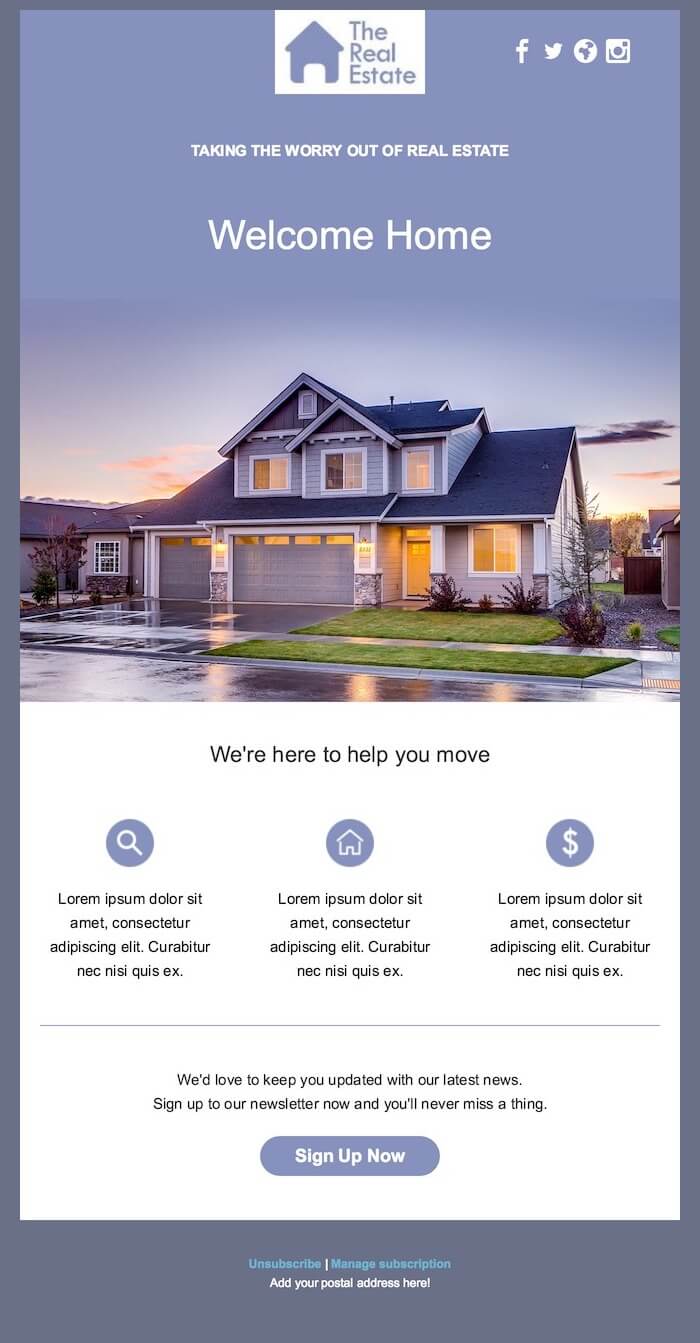 The
Real
Estate
TAKING THE WORRY OUT OF REAL ESTATE
Welcome Home
We're here to help you move
$
Lorem ipsum dolor sit
amet, consectetur
adipiscing elit. Curabitur
nec nisi quis ex.
Lorem ipsum dolor sit
amet, consectetur
adipiscing elit. Curabitur
nec nisi quis ex.
Lorem ipsum dolor sit
amet, consectetur
adipiscing elit. Curabitur
nec nisi quis ex.
We'd love to keep you updated with our latest news.
Sign up to our newsletter now and you'll never miss a thing.
Sign Up Now
Unsubscribe | Manage subscription
Add your postal address here!